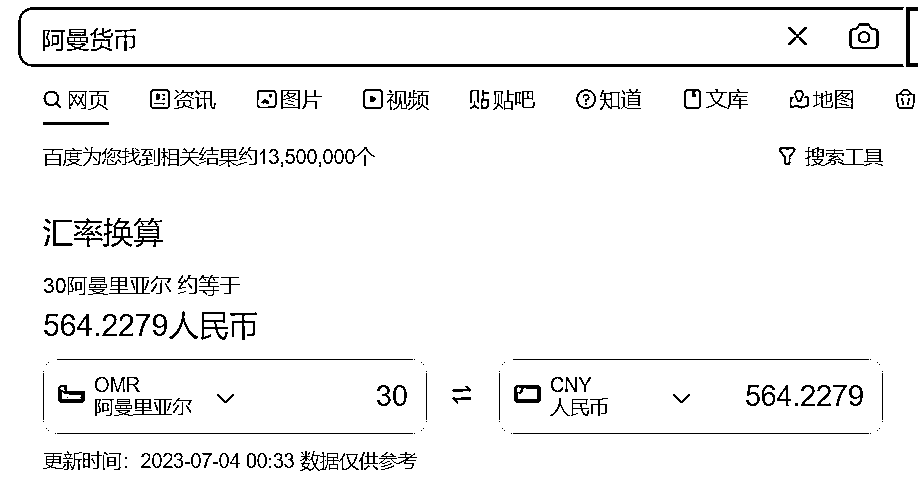 阿曼货币
网页 资讯 图片 视频 贴吧 知道 文库 地图
百度为您找到相关结果约13,500,000个 搜索工具
汇率换算
30阿曼里亚尔 约等于
564.2279人民币
OMR 阿曼里亚尔 30 CNY 人民币 564.2279
更新时间：2023-07-04 00:33 数据仅供参考